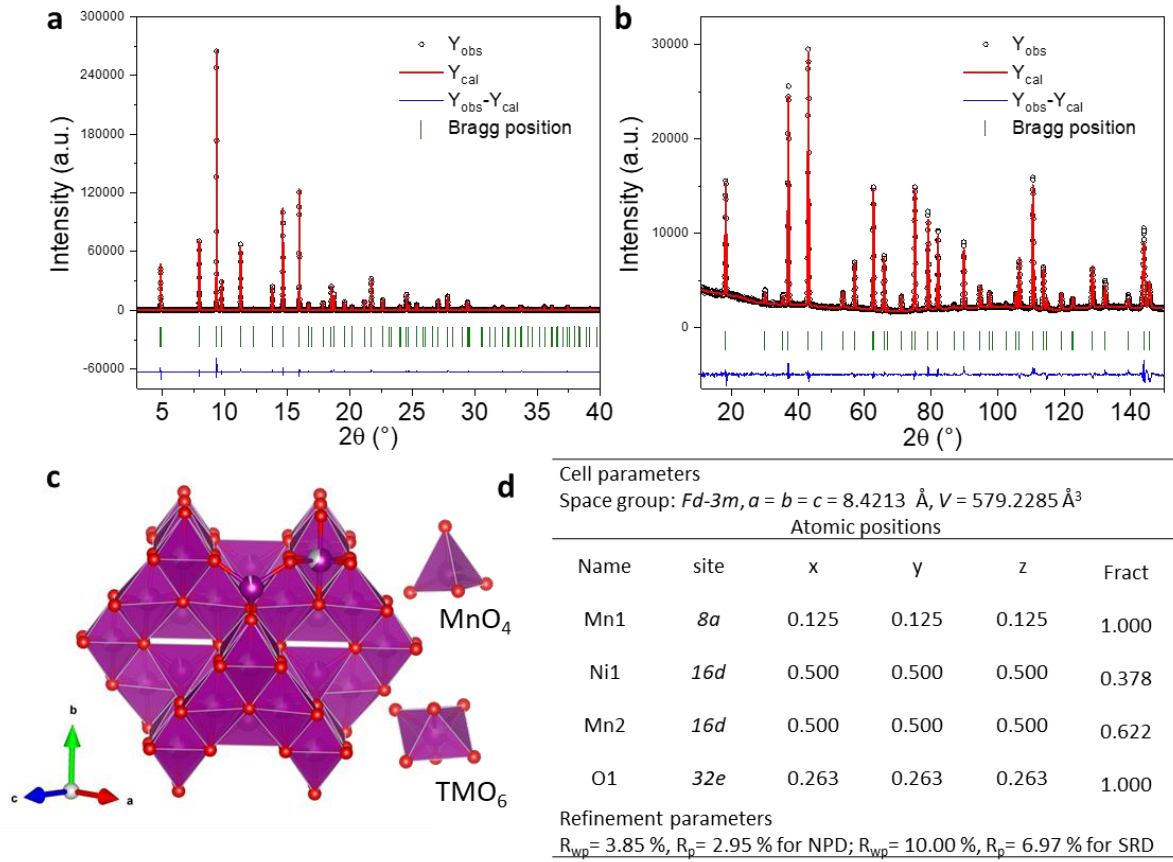 a
300000
240000
180000
120000
60000
0
-60000
Intensity (a.u.)
Y_obs
Y_cal
Y_obs-Y_cal
Bragg position
5 10 15 20 25 30 35 40
2θ (°)
b
30000
20000
10000
0
Intensity (a.u.)
Y_obs
Y_cal
Y_obs-Y_cal
Bragg position
20 40 60 80 100 120 140
2θ (°)
c
MnO₄
TMO₆
b
c
a
d
Cell parameters
Space group: Fd-3m, a = b = c = 8.4213 Å, V = 579.2285 Å³
Atomic positions
Name site x y z Fract
Mn1 8a 0.125 0.125 0.125 1.000
Ni1 16d 0.500 0.500 0.500 0.378
Mn2 16d 0.500 0.500 0.500 0.622
O1 32e 0.263 0.263 0.263 1.000
Refinement parameters
R_wp= 3.85 %, R_p= 2.95 % for NPD; R_wp= 10.00 %, R_p= 6.97 % for SRD